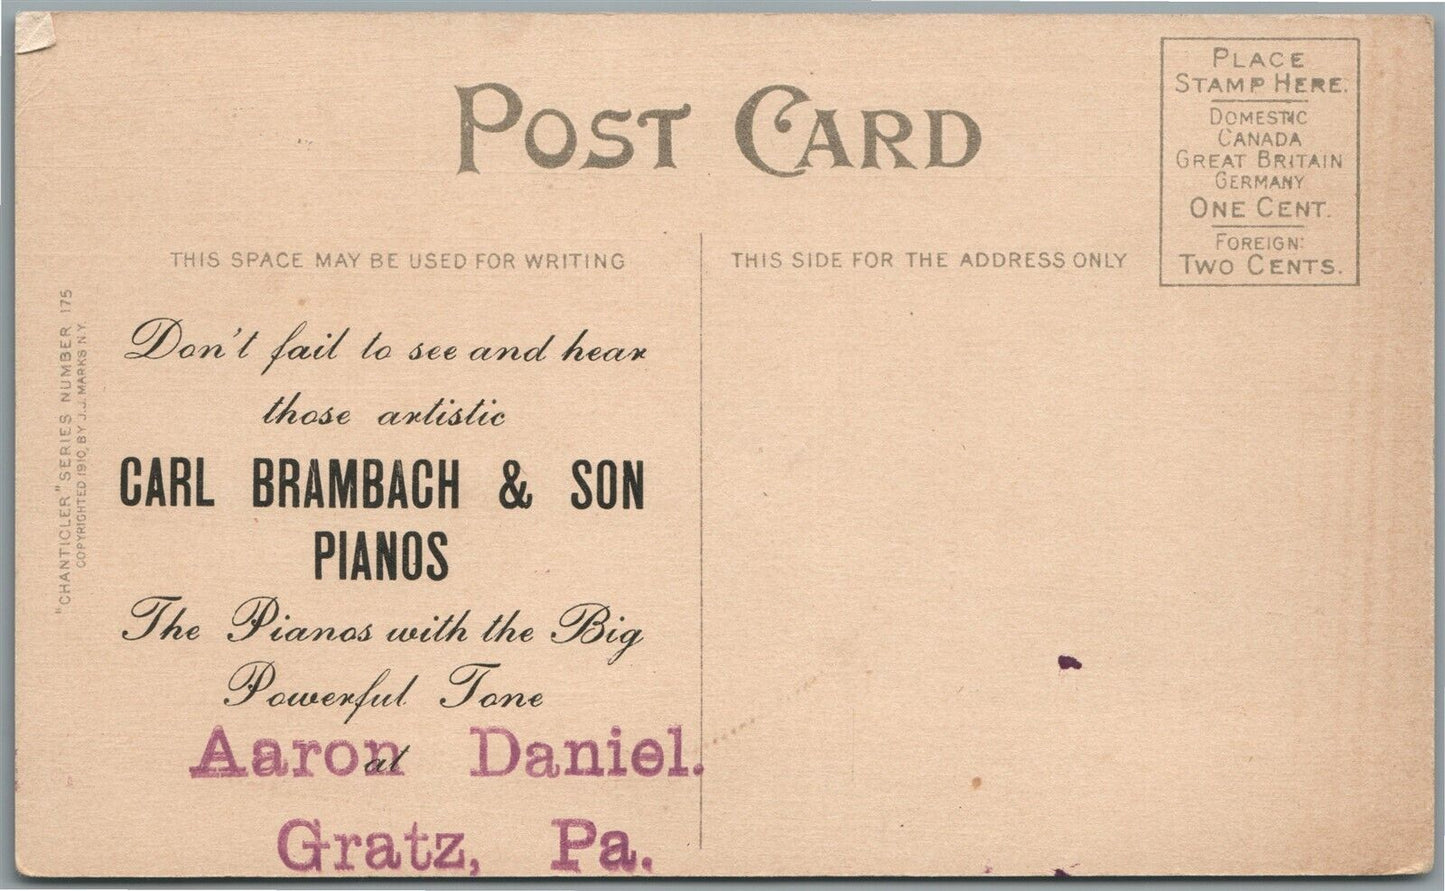 POST CARD
PLACE
STAMP HERE.
DOMESTIC
CANADA
GREAT BRITAIN
GERMANY
ONE CENT.
FOREIGN:
TWO CENTS.
THIS SPACE MAY BE USED FOR WRITING
THIS SIDE FOR THE ADDRESS ONLY
"CHANTICLER" SERIES NUMBER 175
COPYRIGHTED 1910, BY J.J. MARKS N.Y.
Don't fail to see and hear
those artistic
CARL BRAMBACH & SON
PIANOS
The Pianos with the Big
Powerful Tone
at
Aaron Daniel.
Gratz, Pa.